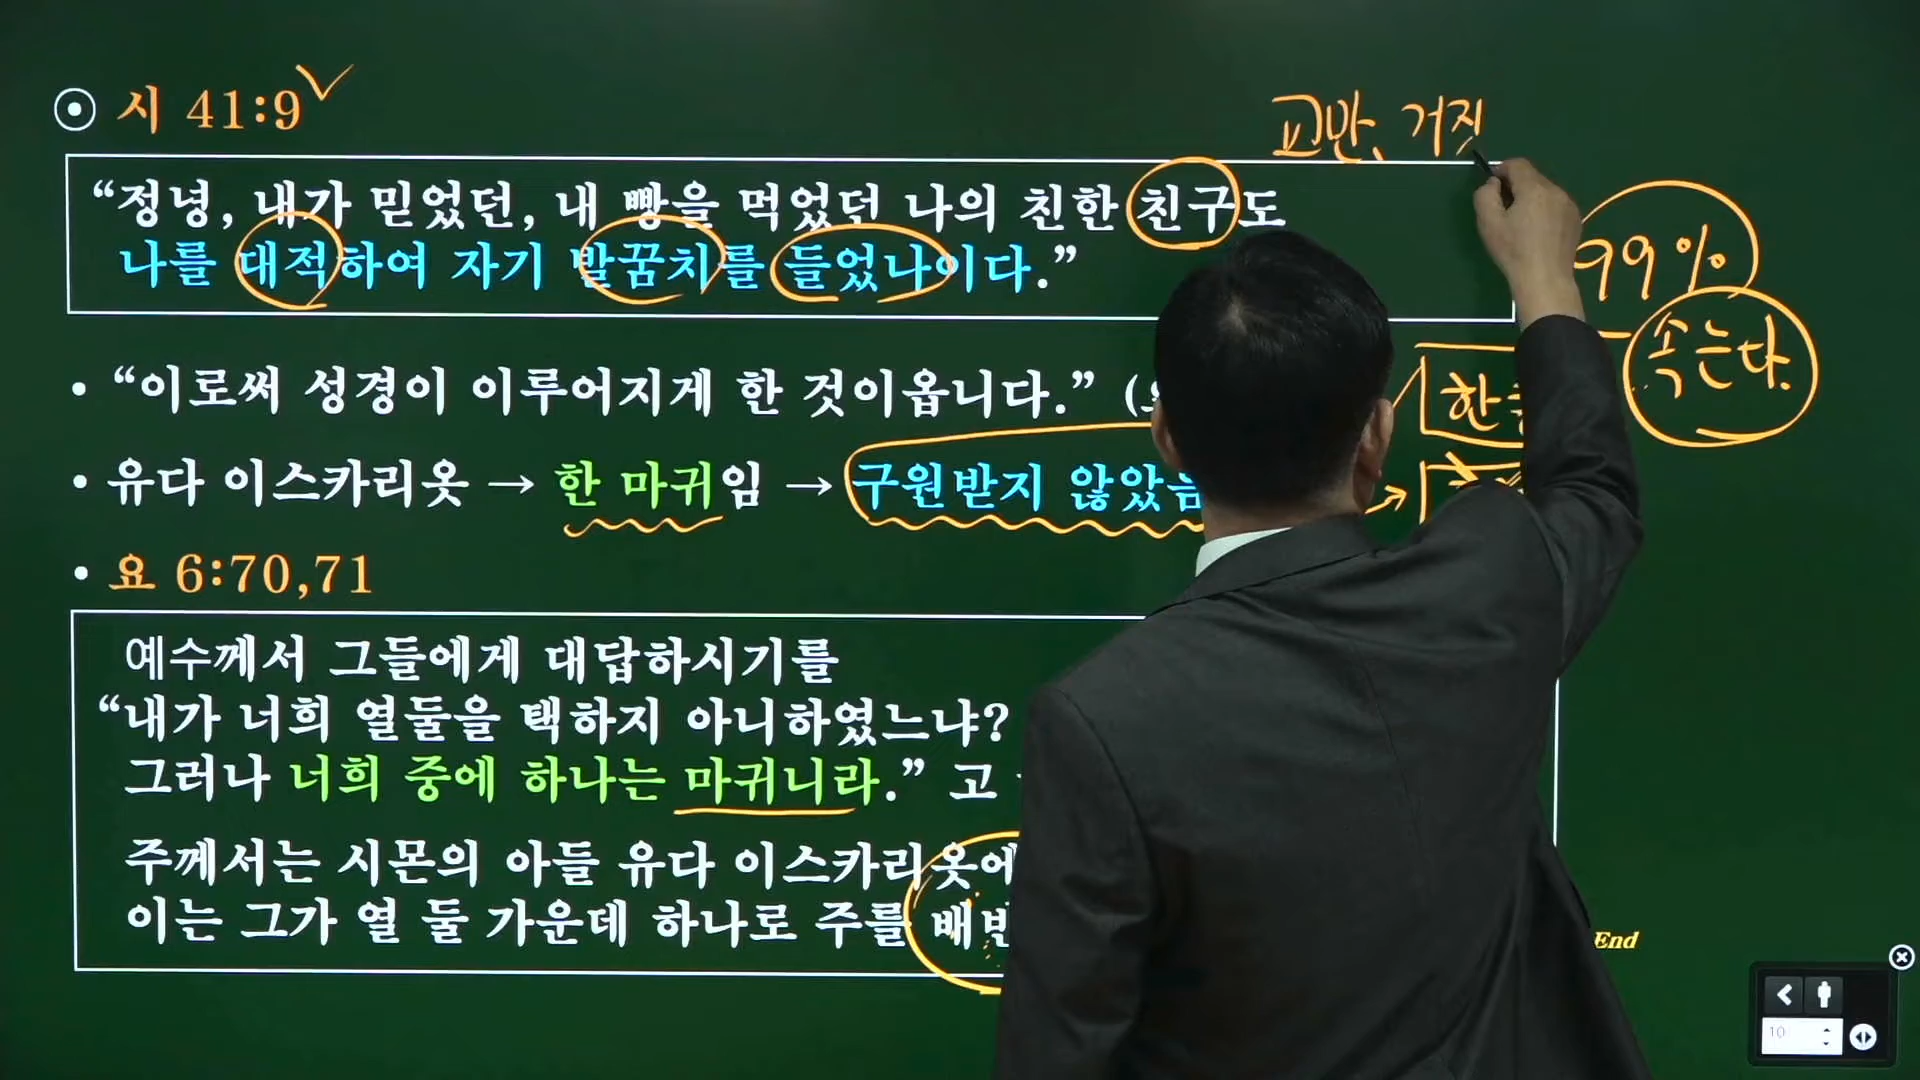 ⊙ 시 41:9
교만, 거짓
“정녕, 내가 믿었던, 내 빵을 먹었던 나의 친한 친구도
나를 대적하여 자기 발꿈치를 들었나이다.”
99%
속는다.
• “이로써 성경이 이루어지게 한 것이옵니다.” (
• 유다 이스카리옷 → 한 마귀임 → 구원받지 않았음
• 요 6:70,71
예수께서 그들에게 대답하시기를
“내가 너희 열둘을 택하지 아니하였느냐?
그러나 너희 중에 하나는 마귀니라.” 고
주께서는 시몬의 아들 유다 이스카리옷에
이는 그가 열 둘 가운데 하나로 주를 배반
End
10